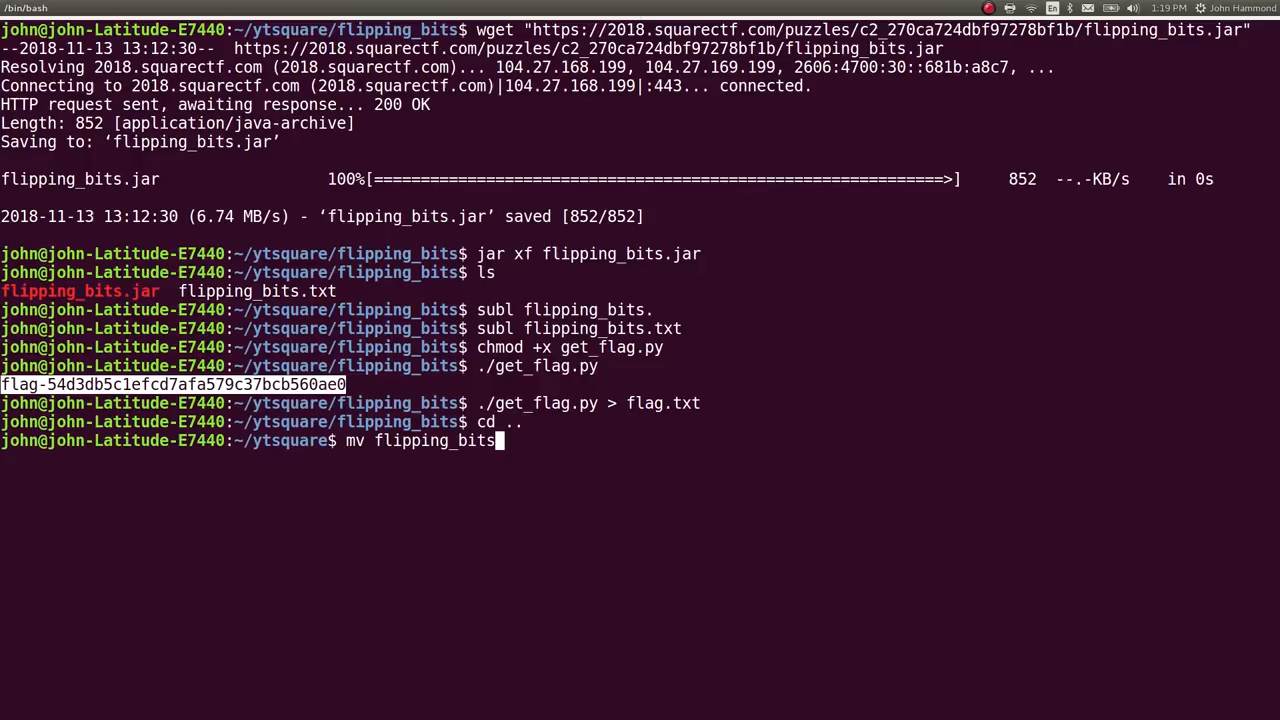 /bin/bash
En
1:19 PM
John Hammond
john@john-Latitude-E7440:~/ytsquare/flipping_bits$ wget "https://2018.squarectf.com/puzzles/c2_270ca724dbf97278bf1b/flipping_bits.jar"
--2018-11-13 13:12:30--  https://2018.squarectf.com/puzzles/c2_270ca724dbf97278bf1b/flipping_bits.jar
Resolving 2018.squarectf.com (2018.squarectf.com)... 104.27.168.199, 104.27.169.199, 2606:4700:30::681b:a8c7, ...
Connecting to 2018.squarectf.com (2018.squarectf.com)|104.27.168.199|:443... connected.
HTTP request sent, awaiting response... 200 OK
Length: 852 [application/java-archive]
Saving to: ‘flipping_bits.jar’
flipping_bits.jar                  100%[=============================================================>]     852  --.-KB/s    in 0s
2018-11-13 13:12:30 (6.74 MB/s) - ‘flipping_bits.jar’ saved [852/852]
john@john-Latitude-E7440:~/ytsquare/flipping_bits$ jar xf flipping_bits.jar
john@john-Latitude-E7440:~/ytsquare/flipping_bits$ ls
flipping_bits.jar  flipping_bits.txt
john@john-Latitude-E7440:~/ytsquare/flipping_bits$ subl flipping_bits.
john@john-Latitude-E7440:~/ytsquare/flipping_bits$ subl flipping_bits.txt
john@john-Latitude-E7440:~/ytsquare/flipping_bits$ chmod +x get_flag.py
john@john-Latitude-E7440:~/ytsquare/flipping_bits$ ./get_flag.py
flag-54d3db5c1efcd7afa579c37bcb560ae0
john@john-Latitude-E7440:~/ytsquare/flipping_bits$ ./get_flag.py > flag.txt
john@john-Latitude-E7440:~/ytsquare/flipping_bits$ cd ..
john@john-Latitude-E7440:~/ytsquare$ mv flipping_bits